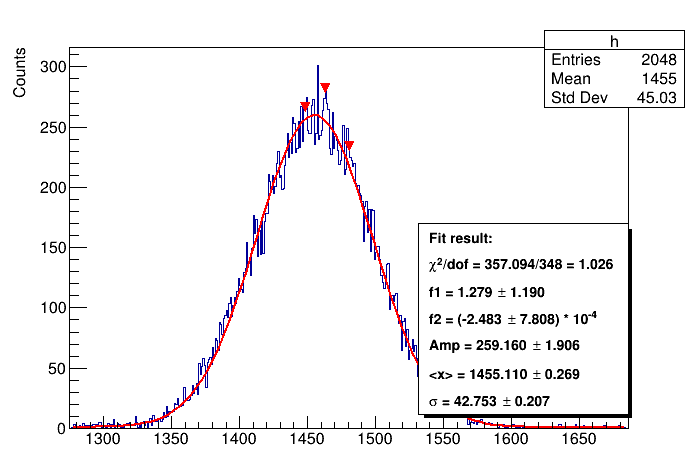 h
Entries 2048
Mean 1455
Std Dev 45.03
Counts
300
250
200
150
100
50
0
Fit result:
χ²/dof = 357.094/348 = 1.026
f1 = 1.279 ± 1.190
f2 = (-2.483 ± 7.808) * 10⁻⁴
Amp = 259.160 ± 1.906
<x> = 1455.110 ± 0.269
σ = 42.753 ± 0.207
1300 1350 1400 1450 1500 1550 1600 1650